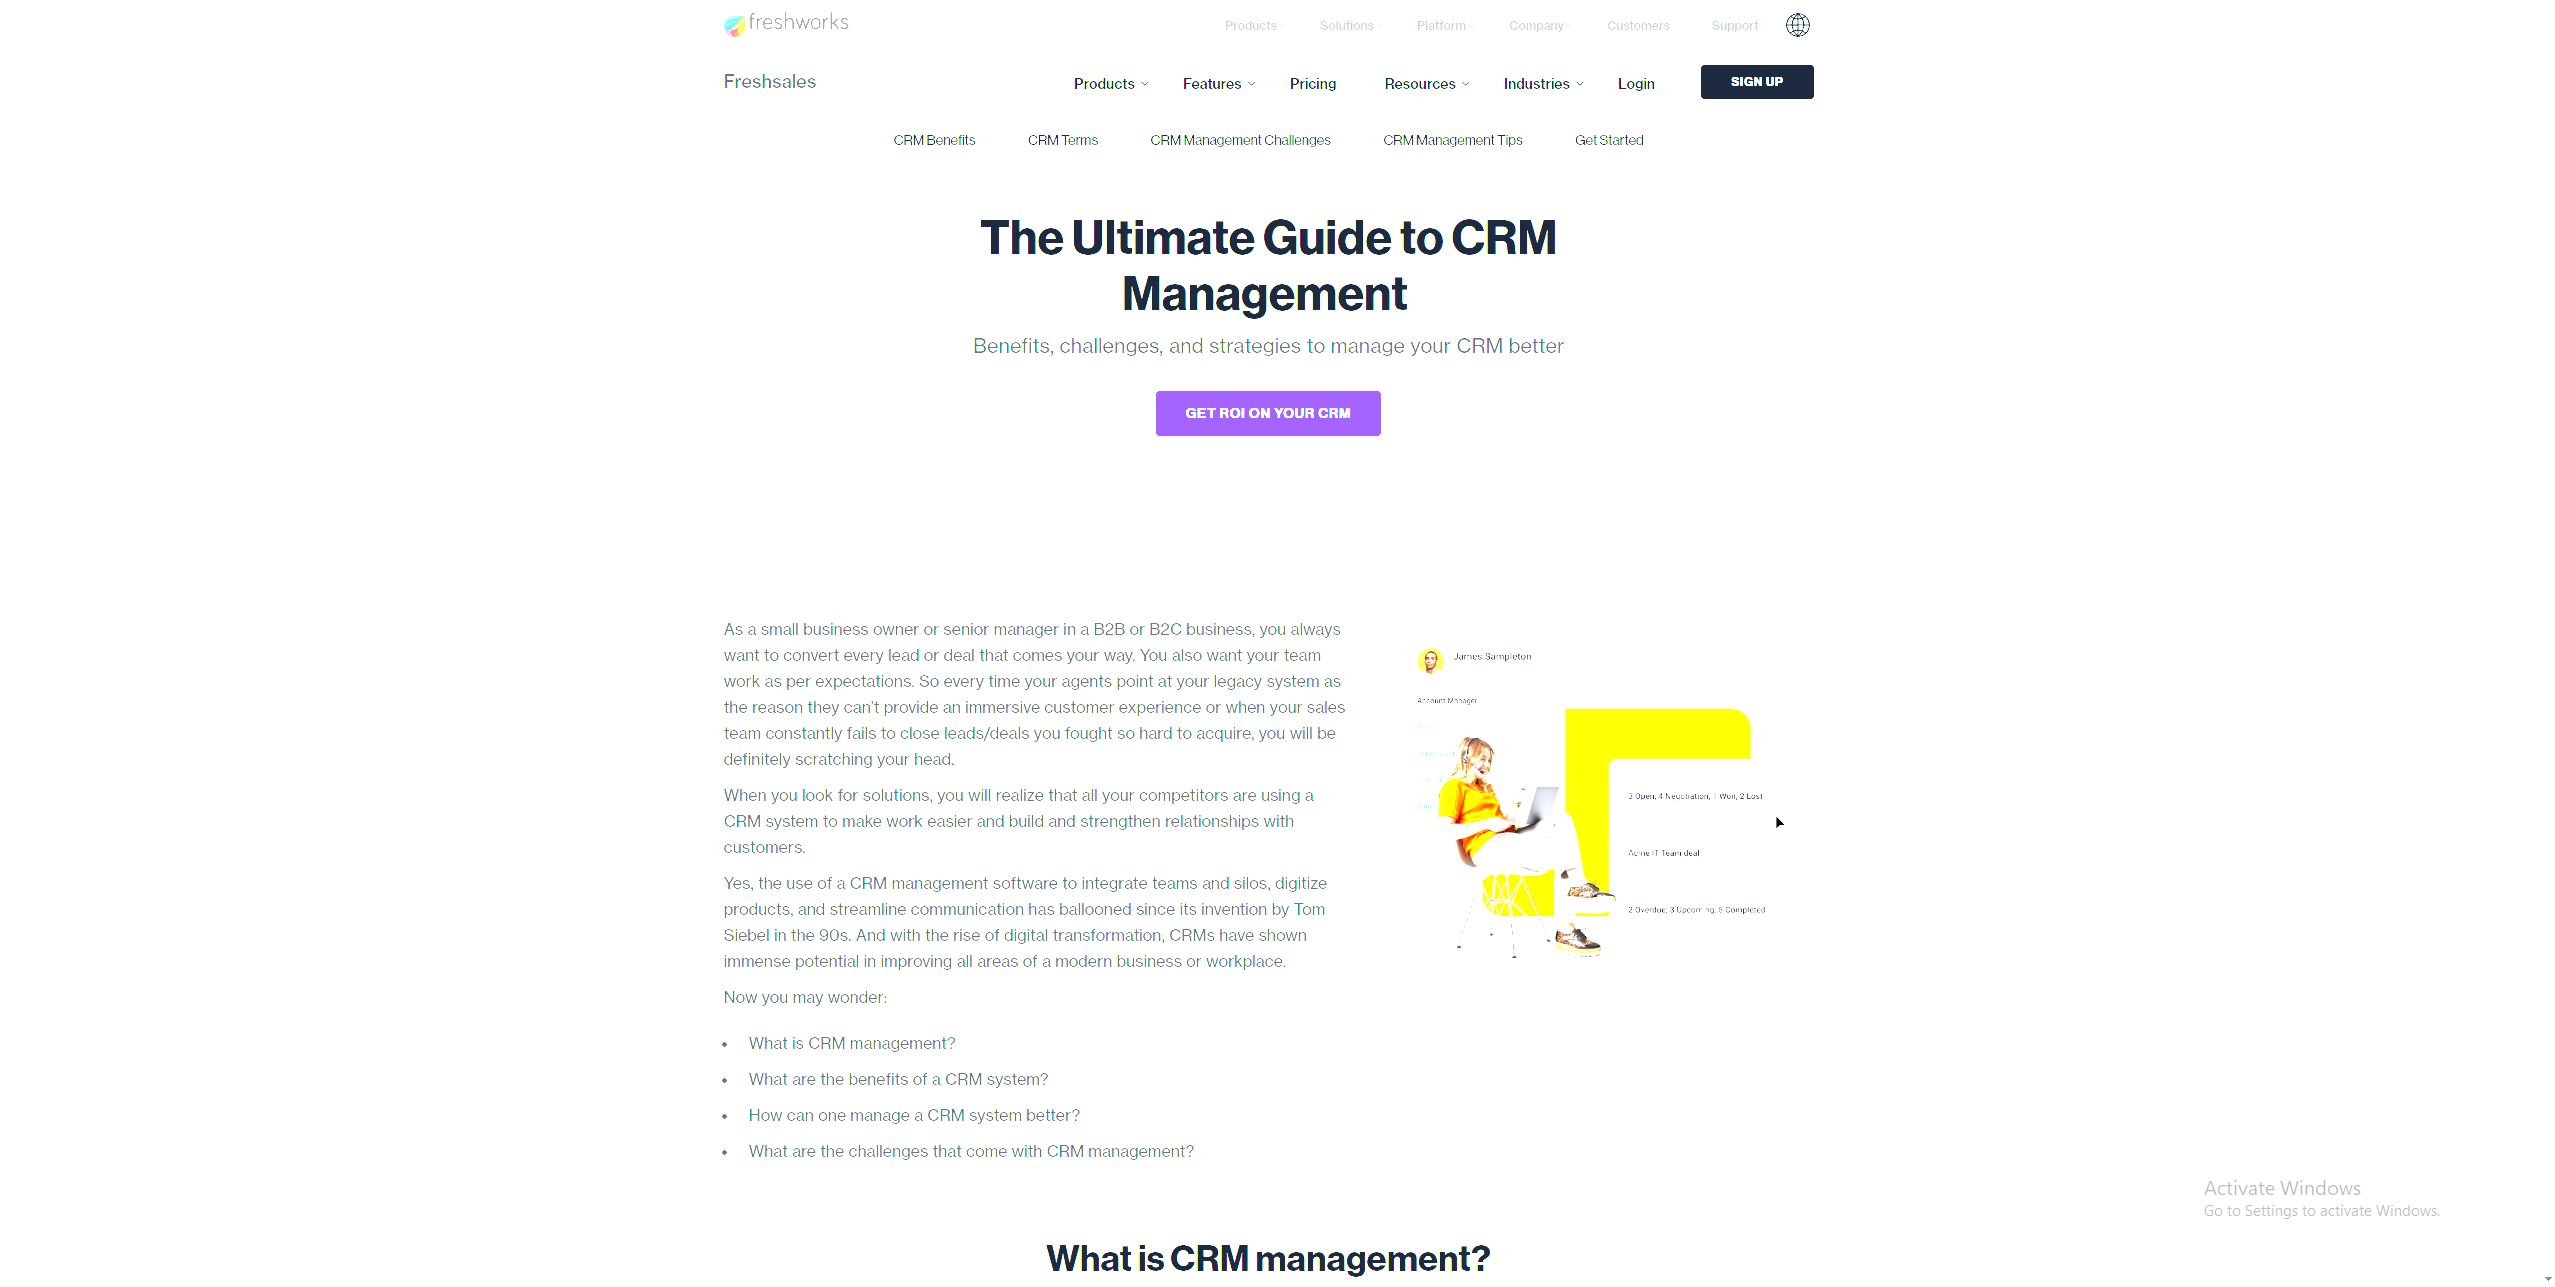 freshworks
Products
Solutions
Platform
Company
Customers
Support
Freshsales
Products
Features
Pricing
Resources
Industries
Login
SIGN UP
CRM Benefits
CRM Terms
CRM Management Challenges
CRM Management Tips
Get Started
The Ultimate Guide to CRM
Management
Benefits, challenges, and strategies to manage your CRM better
GET ROI ON YOUR CRM
As a small business owner or senior manager in a B2B or B2C business, you always
want to convert every lead or deal that comes your way. You also want your team
work as per expectations. So every time your agents point at your legacy system as
the reason they can't provide an immersive customer experience or when your sales
team constantly fails to close leads/deals you fought so hard to acquire, you will be
definitely scratching your head.
When you look for solutions, you will realize that all your competitors are using a
CRM system to make work easier and build and strengthen relationships with
customers.
Yes, the use of a CRM management software to integrate teams and silos, digitize
products, and streamline communication has ballooned since its invention by Tom
Siebel in the 90s. And with the rise of digital transformation, CRMs have shown
immense potential in improving all areas of a modern business or workplace.
Now you may wonder:
• What is CRM management?
• What are the benefits of a CRM system?
• How can one manage a CRM system better?
• What are the challenges that come with CRM management?
James Sampleton
Account Manager
3 Open, 4 Negotiation, 1 Won, 2 Lost
Acme IT Team deal
2 Overdue, 3 Upcoming, 5 Completed
What is CRM management?
Activate Windows
Go to Settings to activate Windows.